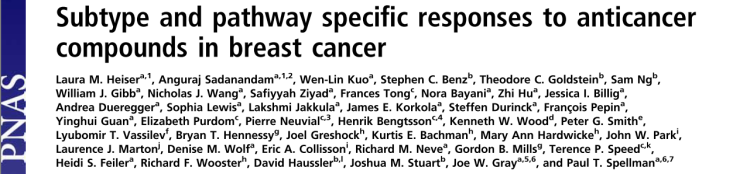 PNAS
Subtype and pathway specific responses to anticancer
compounds in breast cancer
Laura M. Heiser a,1, Anguraj Sadanandam a,1,2, Wen-Lin Kuo a, Stephen C. Benz b, Theodore C. Goldstein b, Sam Ng b,
William J. Gibb a, Nicholas J. Wang a, Safiyyah Ziyad a, Frances Tong c, Nora Bayani a, Zhi Hu a, Jessica I. Billig a,
Andrea Dueregger a, Sophia Lewis a, Lakshmi Jakkula a, James E. Korkola a, Steffen Durinck a, François Pepin a,
Yinghui Guan a, Elizabeth Purdom c, Pierre Neuvial c,3, Henrik Bengtsson c,4, Kenneth W. Wood d, Peter G. Smith e,
Lyubomir T. Vassilev f, Bryan T. Hennessy g, Joel Greshock h, Kurtis E. Bachman h, Mary Ann Hardwicke h, John W. Park i,
Laurence J. Marton j, Denise M. Wolf a, Eric A. Collisson i, Richard M. Neve a, Gordon B. Mills g, Terence P. Speed c,k,
Heidi S. Feiler a, Richard F. Wooster h, David Haussler b,l, Joshua M. Stuart b, Joe W. Gray a,5,6, and Paul T. Spellman a,6,7